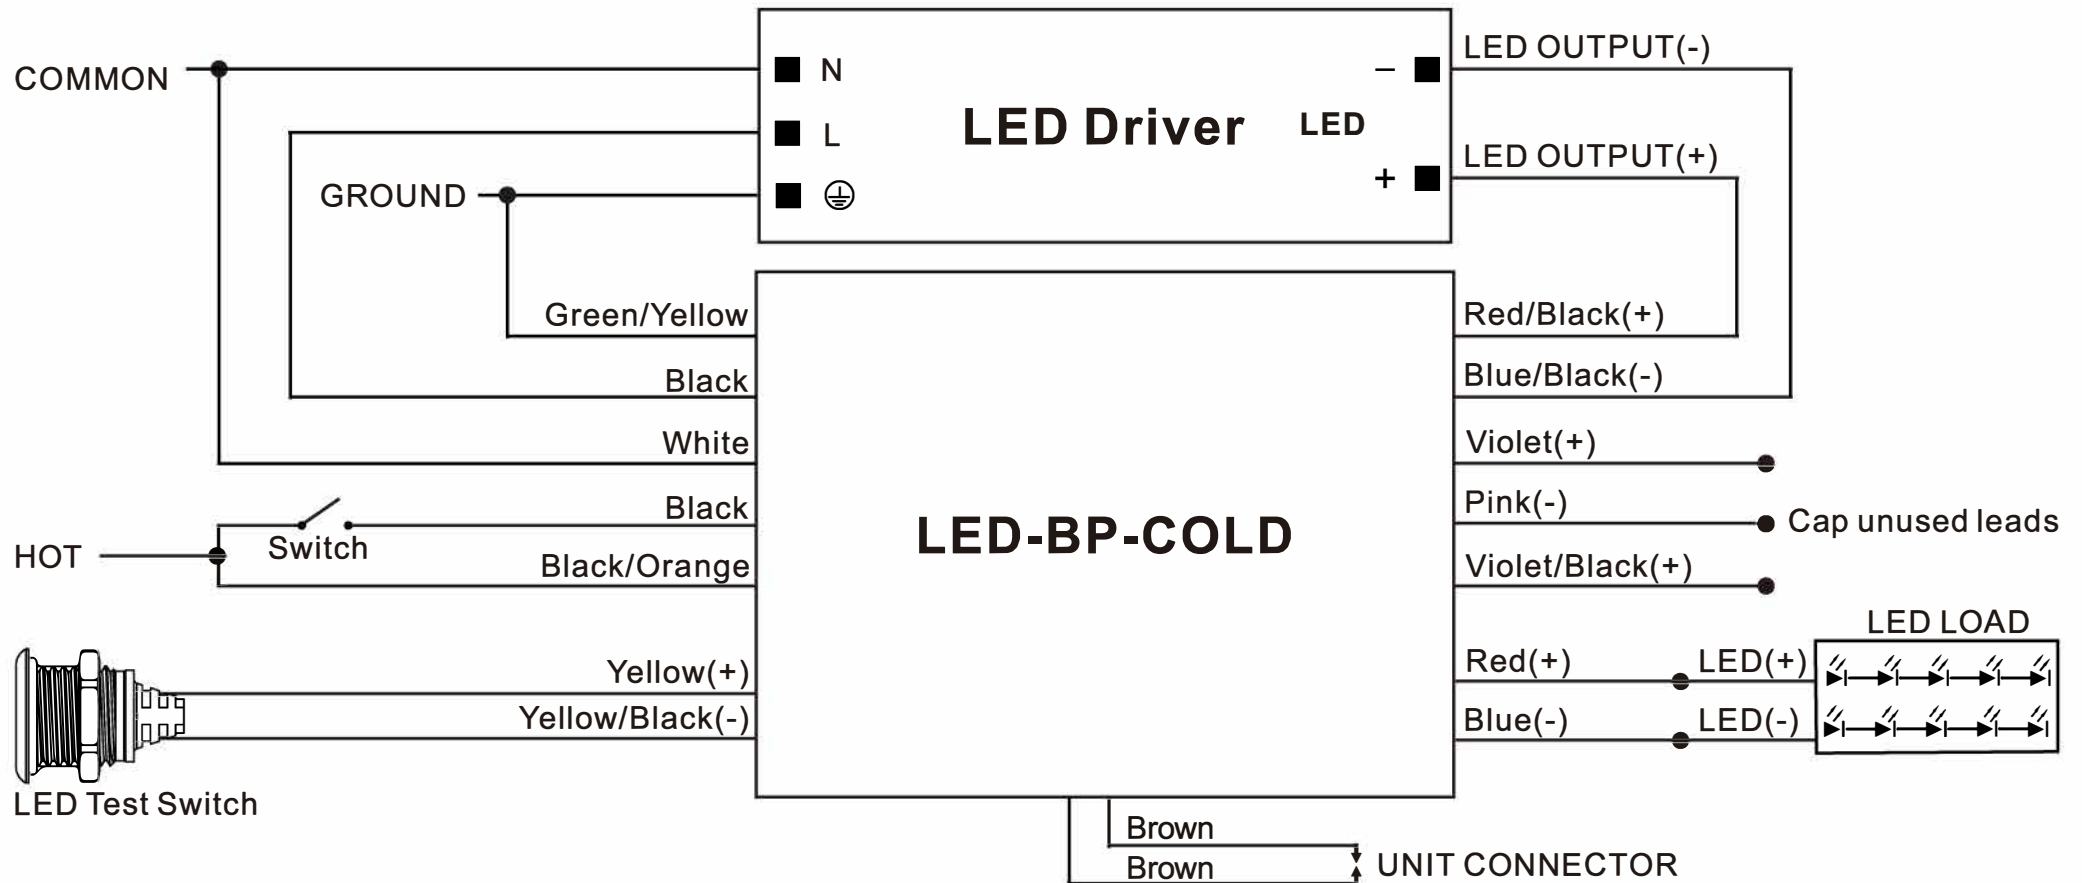 LED OUTPUT(-)
COMMON
N
−
LED Driver
LED
L
LED OUTPUT(+)
+
GROUND
Green/Yellow
Red/Black(+)
Black
Blue/Black(-)
White
Violet(+)
Black
Pink(-)
Cap unused leads
LED-BP-COLD
HOT
Switch
Black/Orange
Violet/Black(+)
LED LOAD
Yellow(+)
Red(+)
LED(+)
Yellow/Black(-)
Blue(-)
LED(-)
LED Test Switch
Brown
Brown
UNIT CONNECTOR